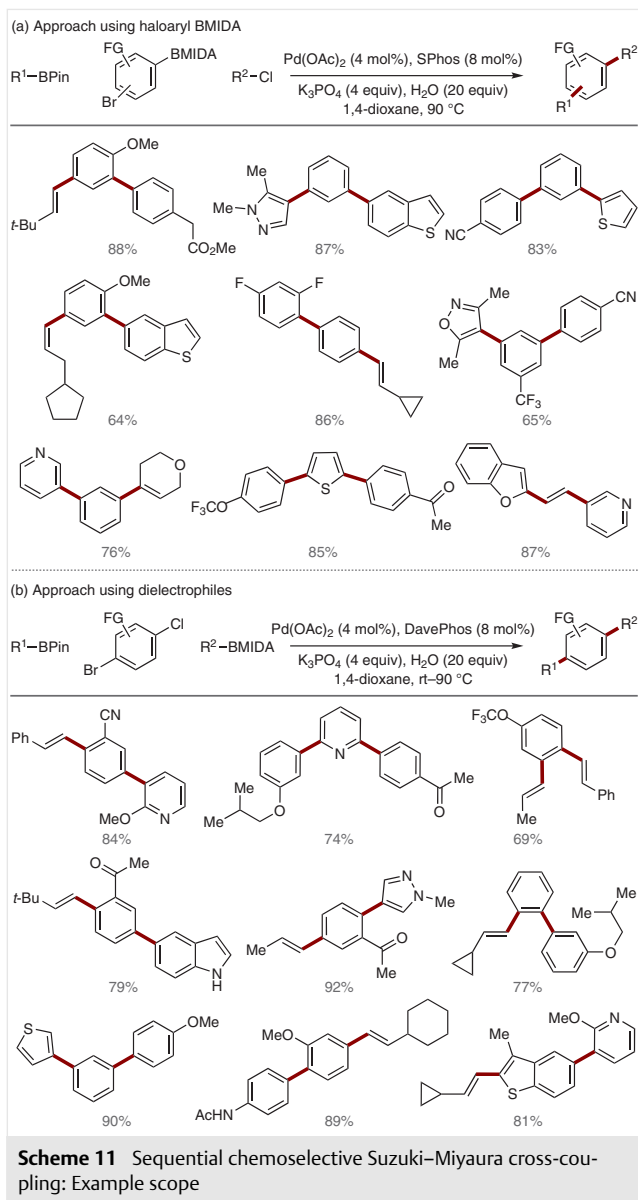 (a) Approach using haloaryl BMIDA
FG
BMIDA
R¹–BPin
Br
R²–Cl
Pd(OAc)₂ (4 mol%), SPhos (8 mol%)
K₃PO₄ (4 equiv), H₂O (20 equiv)
1,4-dioxane, 90 °C
FG
R²
R¹
OMe
t-Bu
CO₂Me
88%
Me
Me
N
N
S
87%
NC
S
83%
OMe
S
64%
F
F
86%
N
O
Me
Me
CN
CF₃
65%
N
O
76%
F₃CO
S
O
Me
85%
O
N
87%
(b) Approach using dielectrophiles
FG
Cl
R¹–BPin
Br
R²–BMIDA
Pd(OAc)₂ (4 mol%), DavePhos (8 mol%)
K₃PO₄ (4 equiv), H₂O (20 equiv)
1,4-dioxane, rt–90 °C
FG
R²
R¹
Ph
CN
MeO
N
84%
N
Me
Me
O
Me
O
74%
F₃CO
Me
Ph
69%
O
Me
t-Bu
N
H
79%
N
N
Me
Me
O
Me
92%
Me
Me
O
77%
S
OMe
90%
MeO
AcHN
89%
MeO
N
Me
S
81%
Scheme 11 Sequential chemoselective Suzuki–Miyaura cross-cou-
pling: Example scope